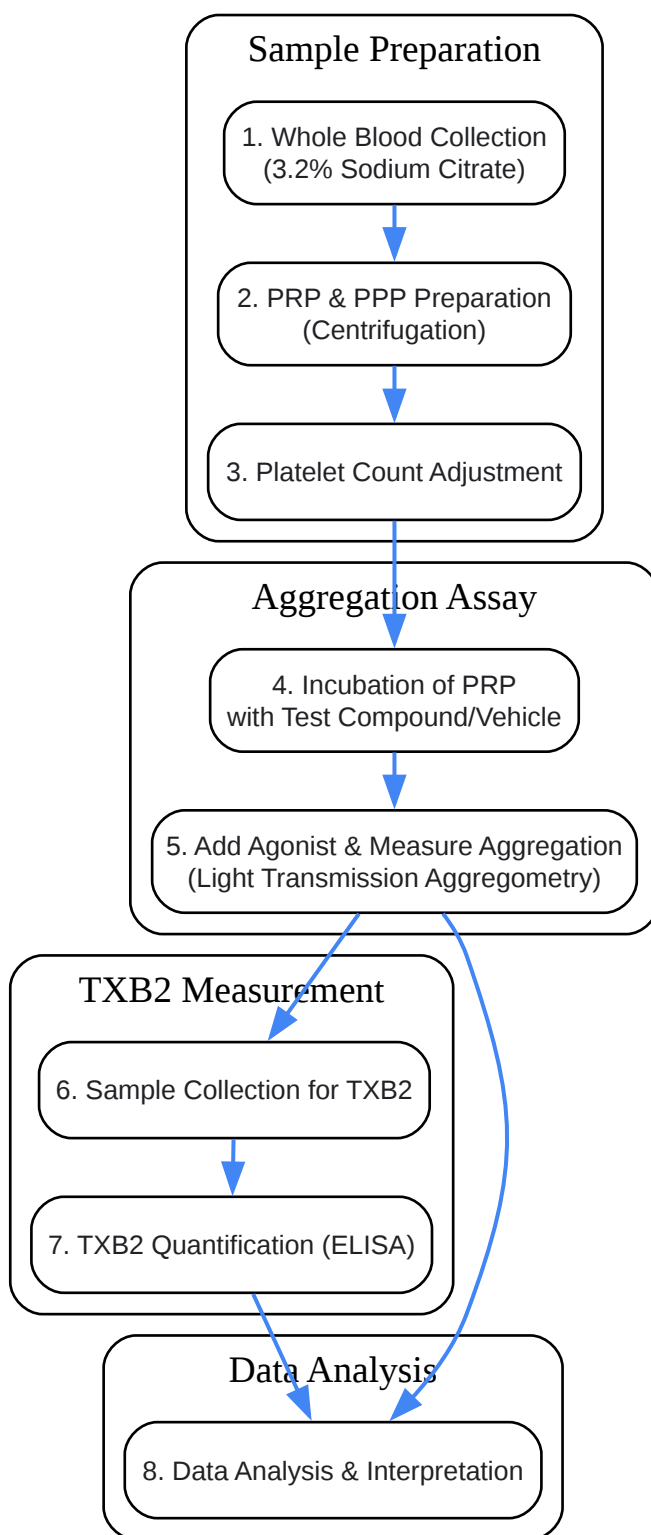 Sample Preparation
1. Whole Blood Collection
(3.2% Sodium Citrate)
2. PRP & PPP Preparation
(Centrifugation)
3. Platelet Count Adjustment
Aggregation Assay
4. Incubation of PRP
with Test Compound/Vehicle
5. Add Agonist & Measure Aggregation
(Light Transmission Aggregometry)
TXB2 Measurement
6. Sample Collection for TXB2
7. TXB2 Quantification (ELISA)
Data Analysis
8. Data Analysis & Interpretation